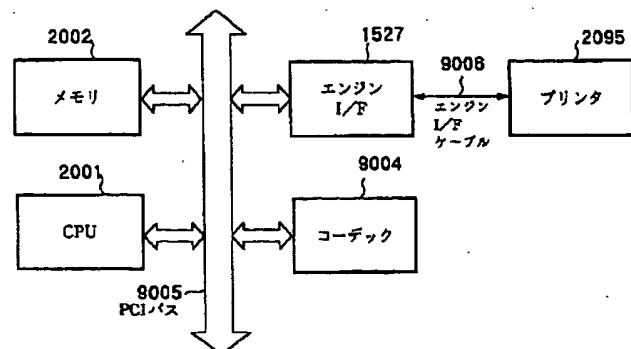 2002
メモリ
1527
エンジン
I/F
9006
エンジン
I/F
ケーブル
2095
プリンタ
2001
CPU
9004
コーデック
9005
PCIバス